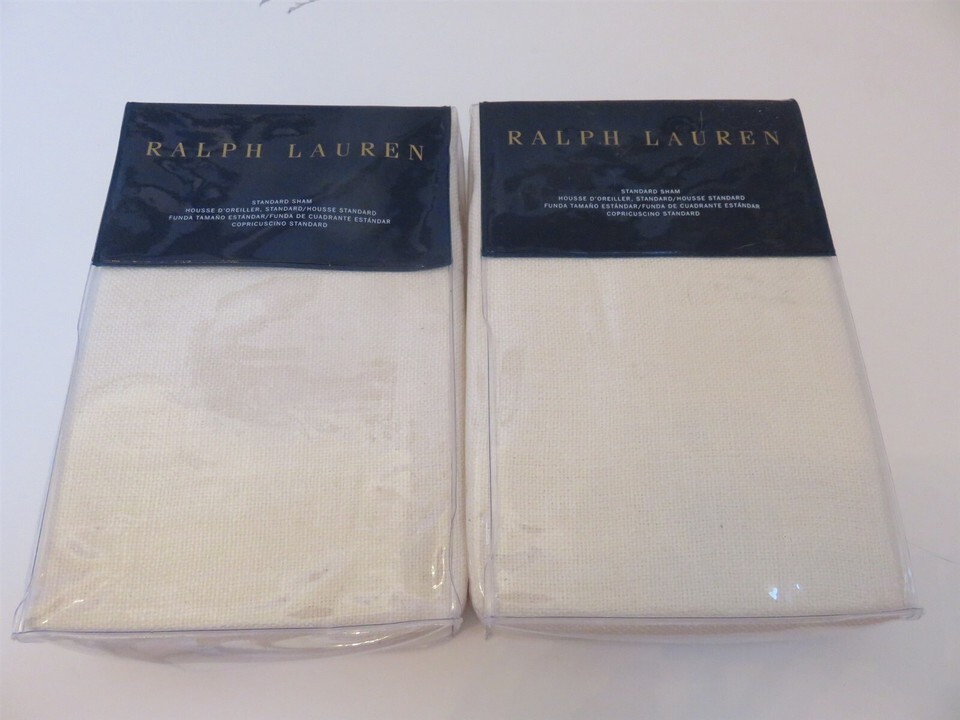 RALPH LAUREN
STANDARD SHAM
HOUSSE D'OREILLER, STANDARD/HOUSSE STANDARD
FUNDA TAMAÑO ESTÁNDAR/FUNDA DE CUADRANTE ESTÁNDAR
COPRICUSCINO STANDARD
RALPH LAUREN
STANDARD SHAM
HOUSSE D'OREILLER, STANDARD/HOUSSE STANDARD
FUNDA TAMAÑO ESTÁNDAR/FUNDA DE CUADRANTE ESTÁNDAR
COPRICUSCINO STANDARD